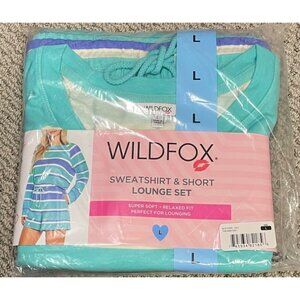 L
L
L
L
WILDFOX
WILDFOX
SWEATSHIRT & SHORT
LOUNGE SET
SUPER SOFT – RELAXED FIT
PERFECT FOR LOUNGING
L
L